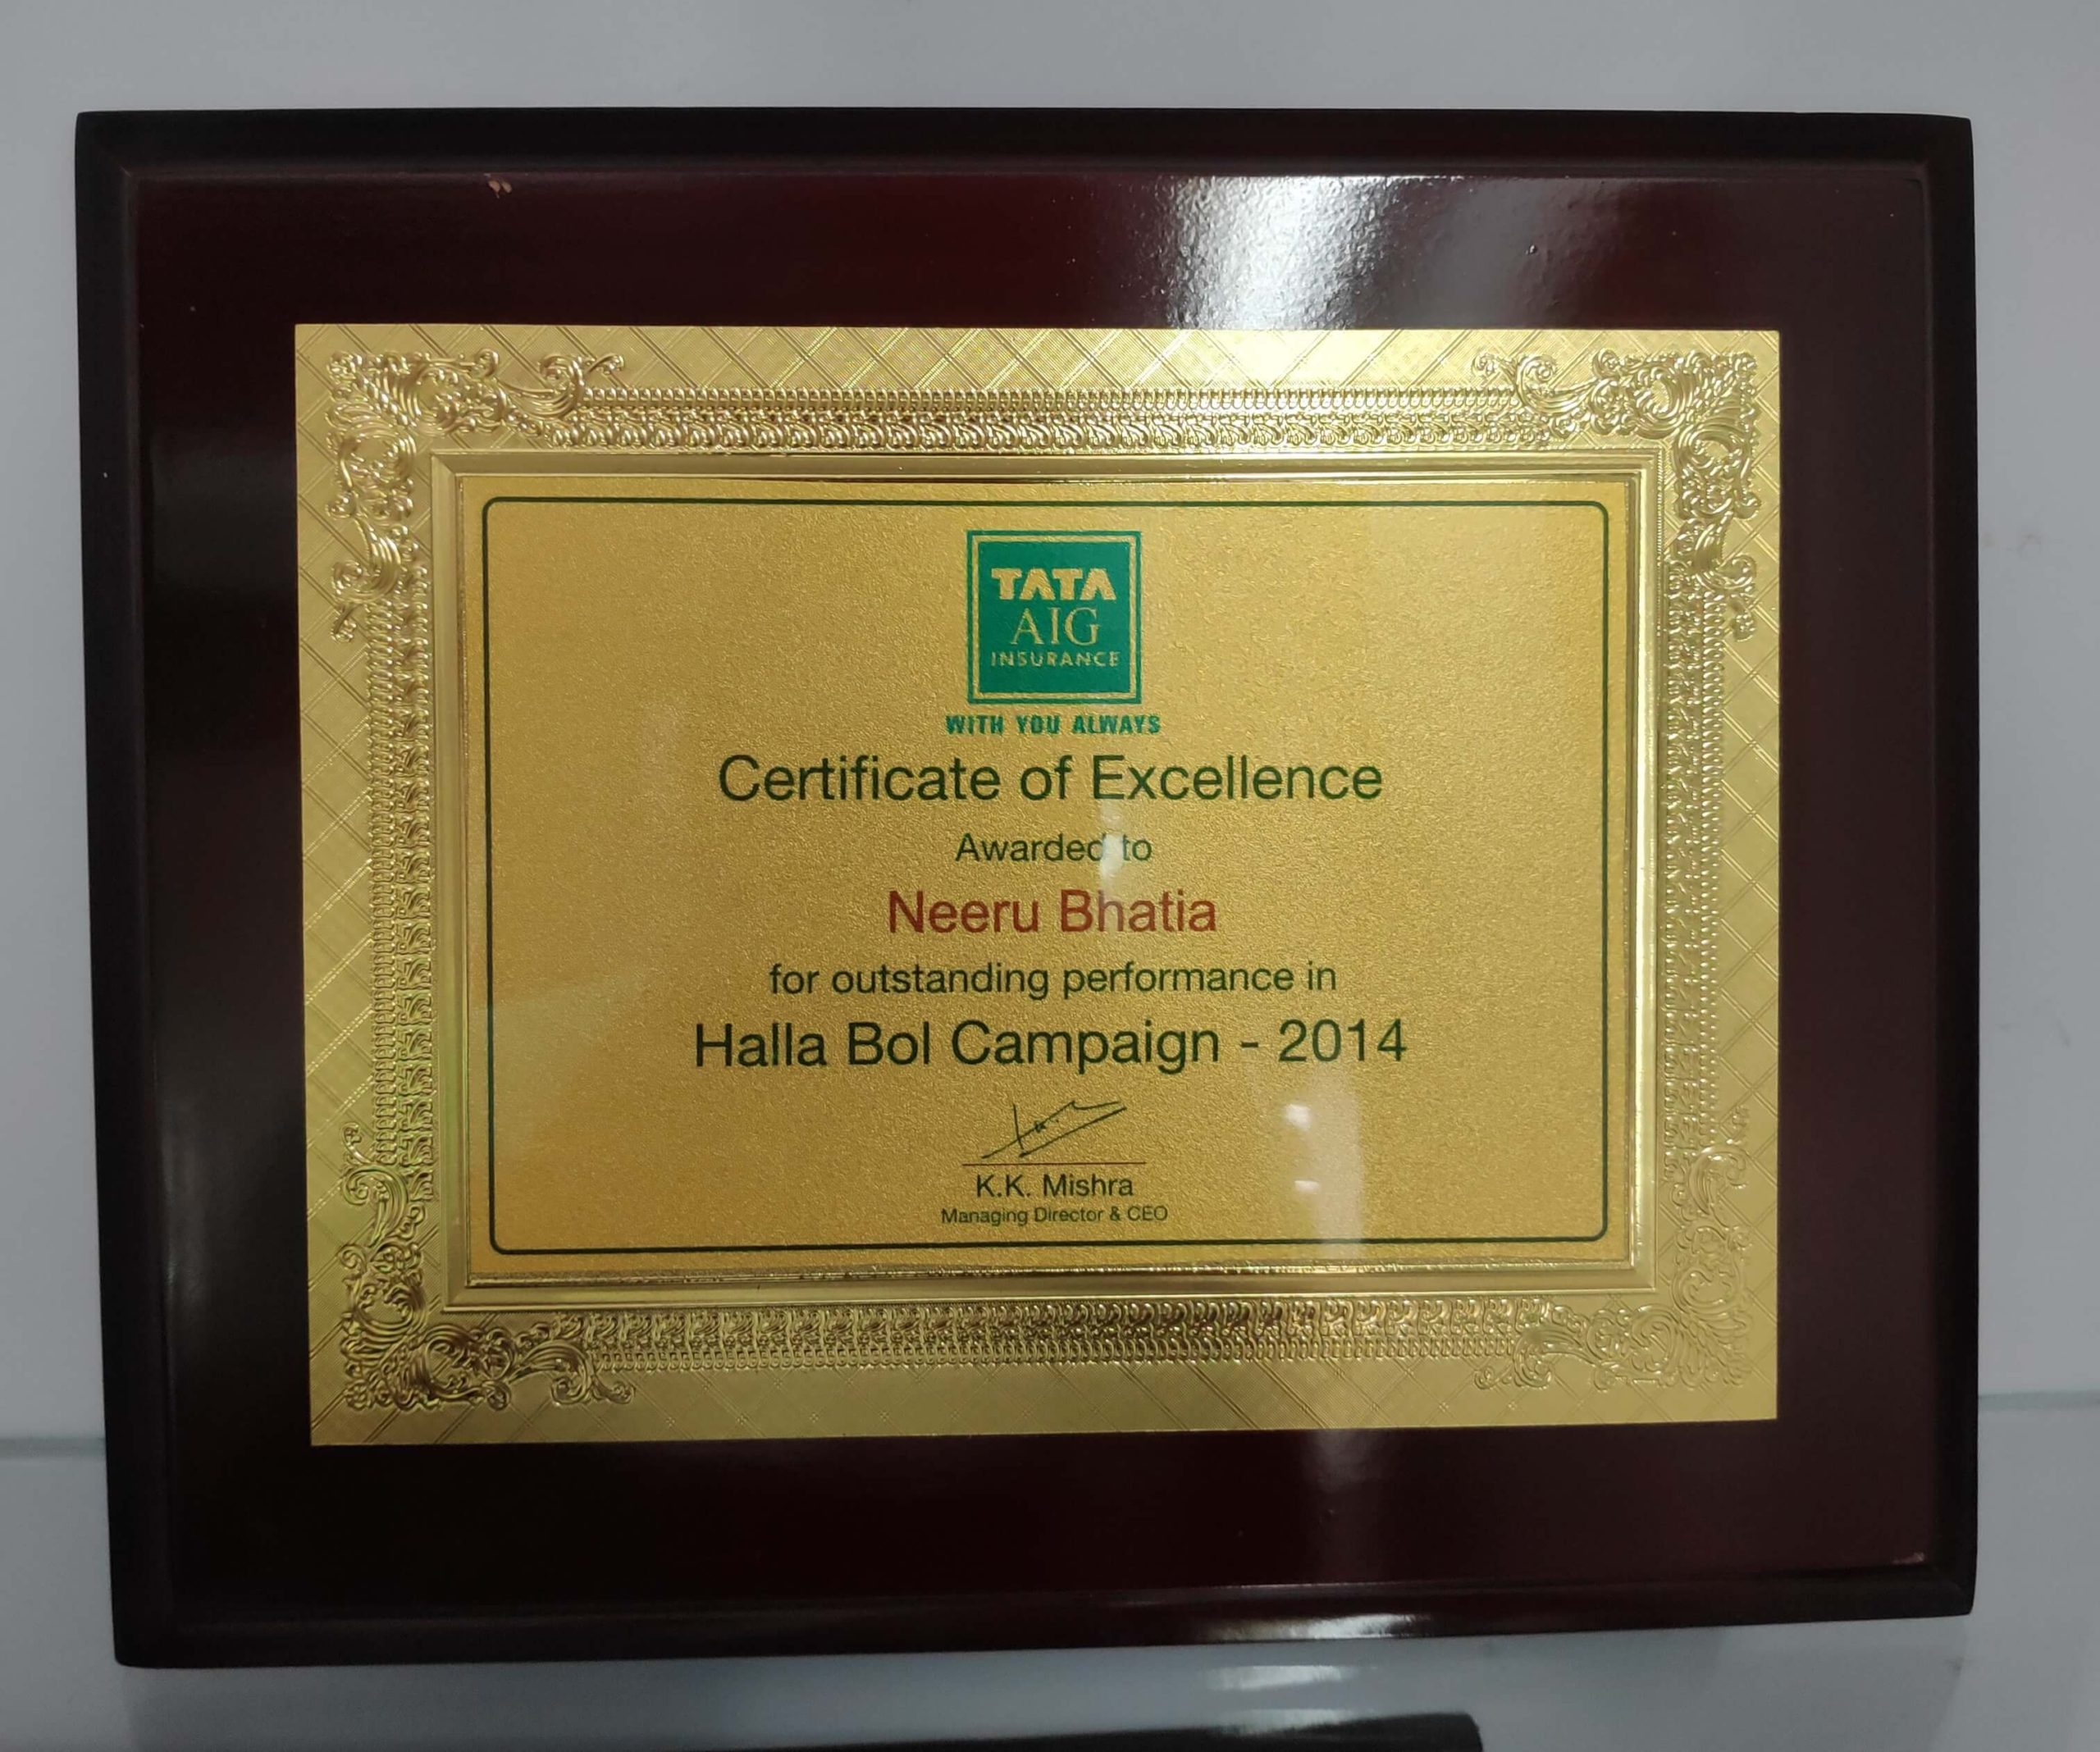 TATA
AIG
INSURANCE
WITH YOU ALWAYS
Certificate of Excellence
Awarded to
Neeru Bhatia
for outstanding performance in
Halla Bol Campaign - 2014
K.K. Mishra
Managing Director & CEO